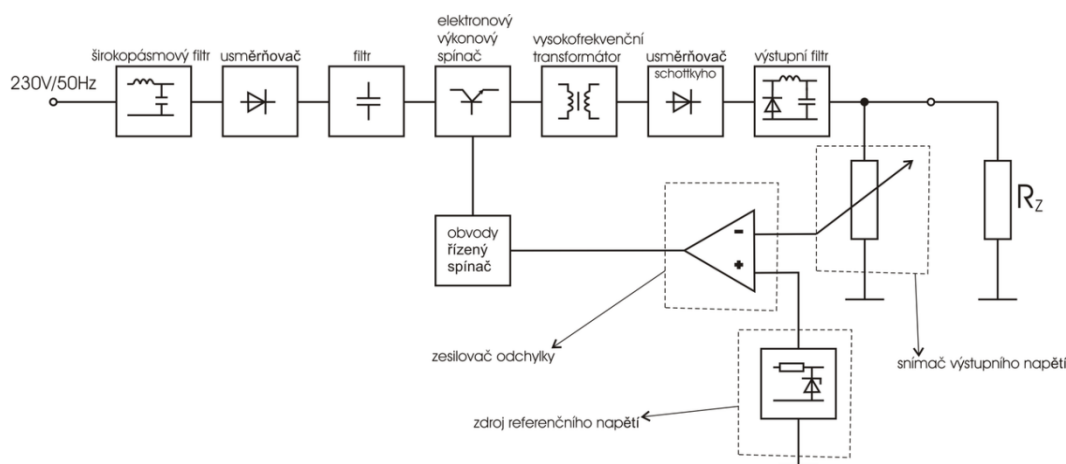 230V/50Hz
širokopásmový filtr
usměrňovač
filtr
elektronový
výkonový
spínač
vysokofrekvenční
transformátor
usměrňovač
schottkyho
výstupní filtr
obvody
řízený
spínač
-
+
R_Z
zesilovač odchylky
snímač výstupního napětí
zdroj referenčního napětí